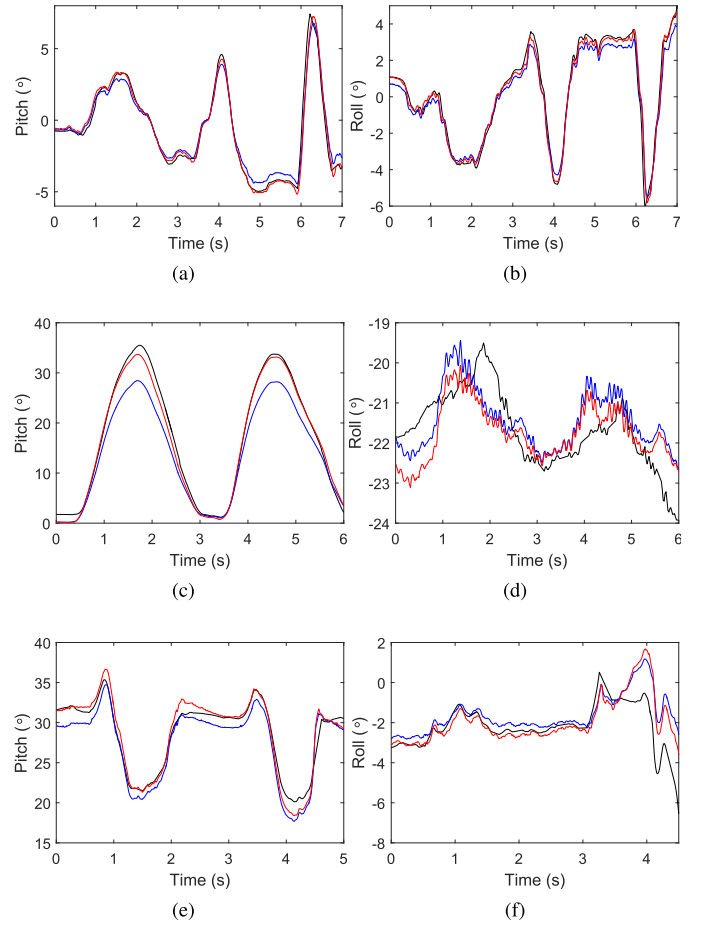 5
0
-5
Pitch (°)
0 1 2 3 4 5 6 7
Time (s)
(a)
4
2
0
-2
-4
-6
Roll (°)
0 1 2 3 4 5 6 7
Time (s)
(b)
40
30
20
10
0
Pitch (°)
0 1 2 3 4 5 6
Time (s)
(c)
-19
-20
-21
-22
-23
-24
Roll (°)
0 1 2 3 4 5 6
Time (s)
(d)
40
35
30
25
20
15
Pitch (°)
0 1 2 3 4 5
Time (s)
(e)
2
0
-2
-4
-6
-8
Roll (°)
0 1 2 3 4
Time (s)
(f)